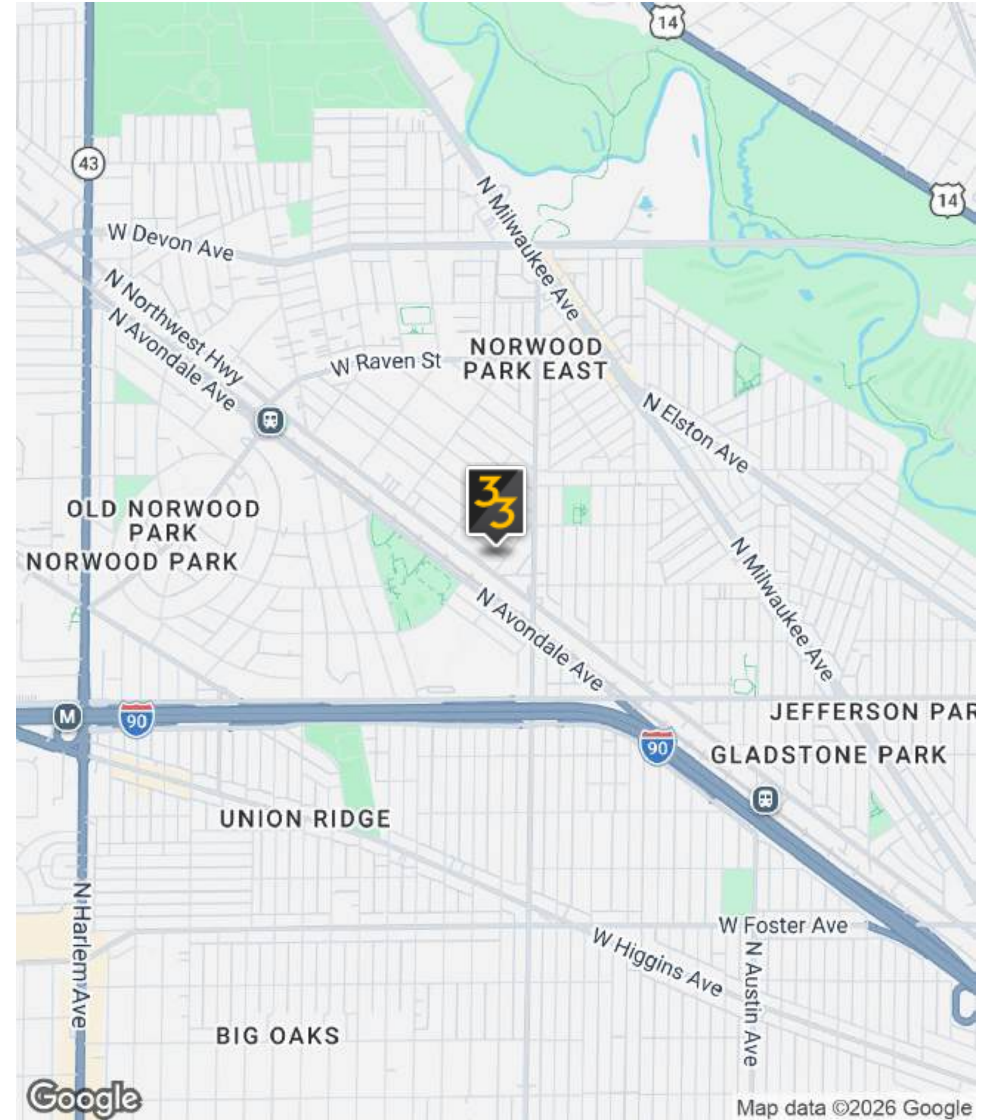 14
43
14
N Milwaukee Ave
W Devon Ave
N Northwest Hwy
N Avondale Ave
W Raven St
NORWOOD
PARK EAST
N Elston Ave
33
OLD NORWOOD
PARK
NORWOOD PARK
N Avondale Ave
N Milwaukee Ave
M
90
JEFFERSON PAR
90
GLADSTONE PARK
UNION RIDGE
N Harlem Ave
W Foster Ave
W Higgins Ave
N Austin Ave
BIG OAKS
Google
Map data ©2026 Google